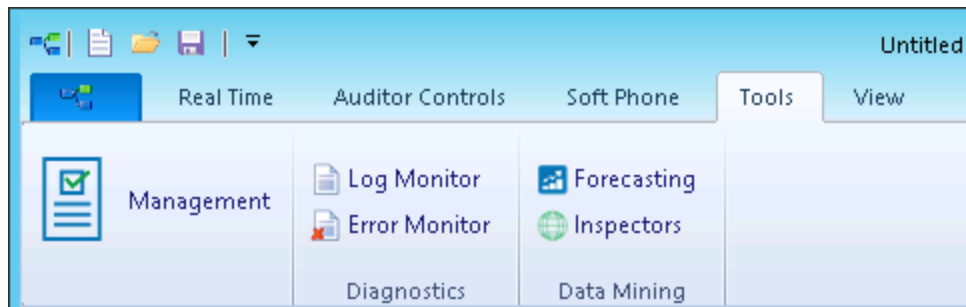 Untitled
Real Time Auditor Controls Soft Phone Tools View
Management
Log Monitor Forecasting
Error Monitor Inspectors
Diagnostics Data Mining